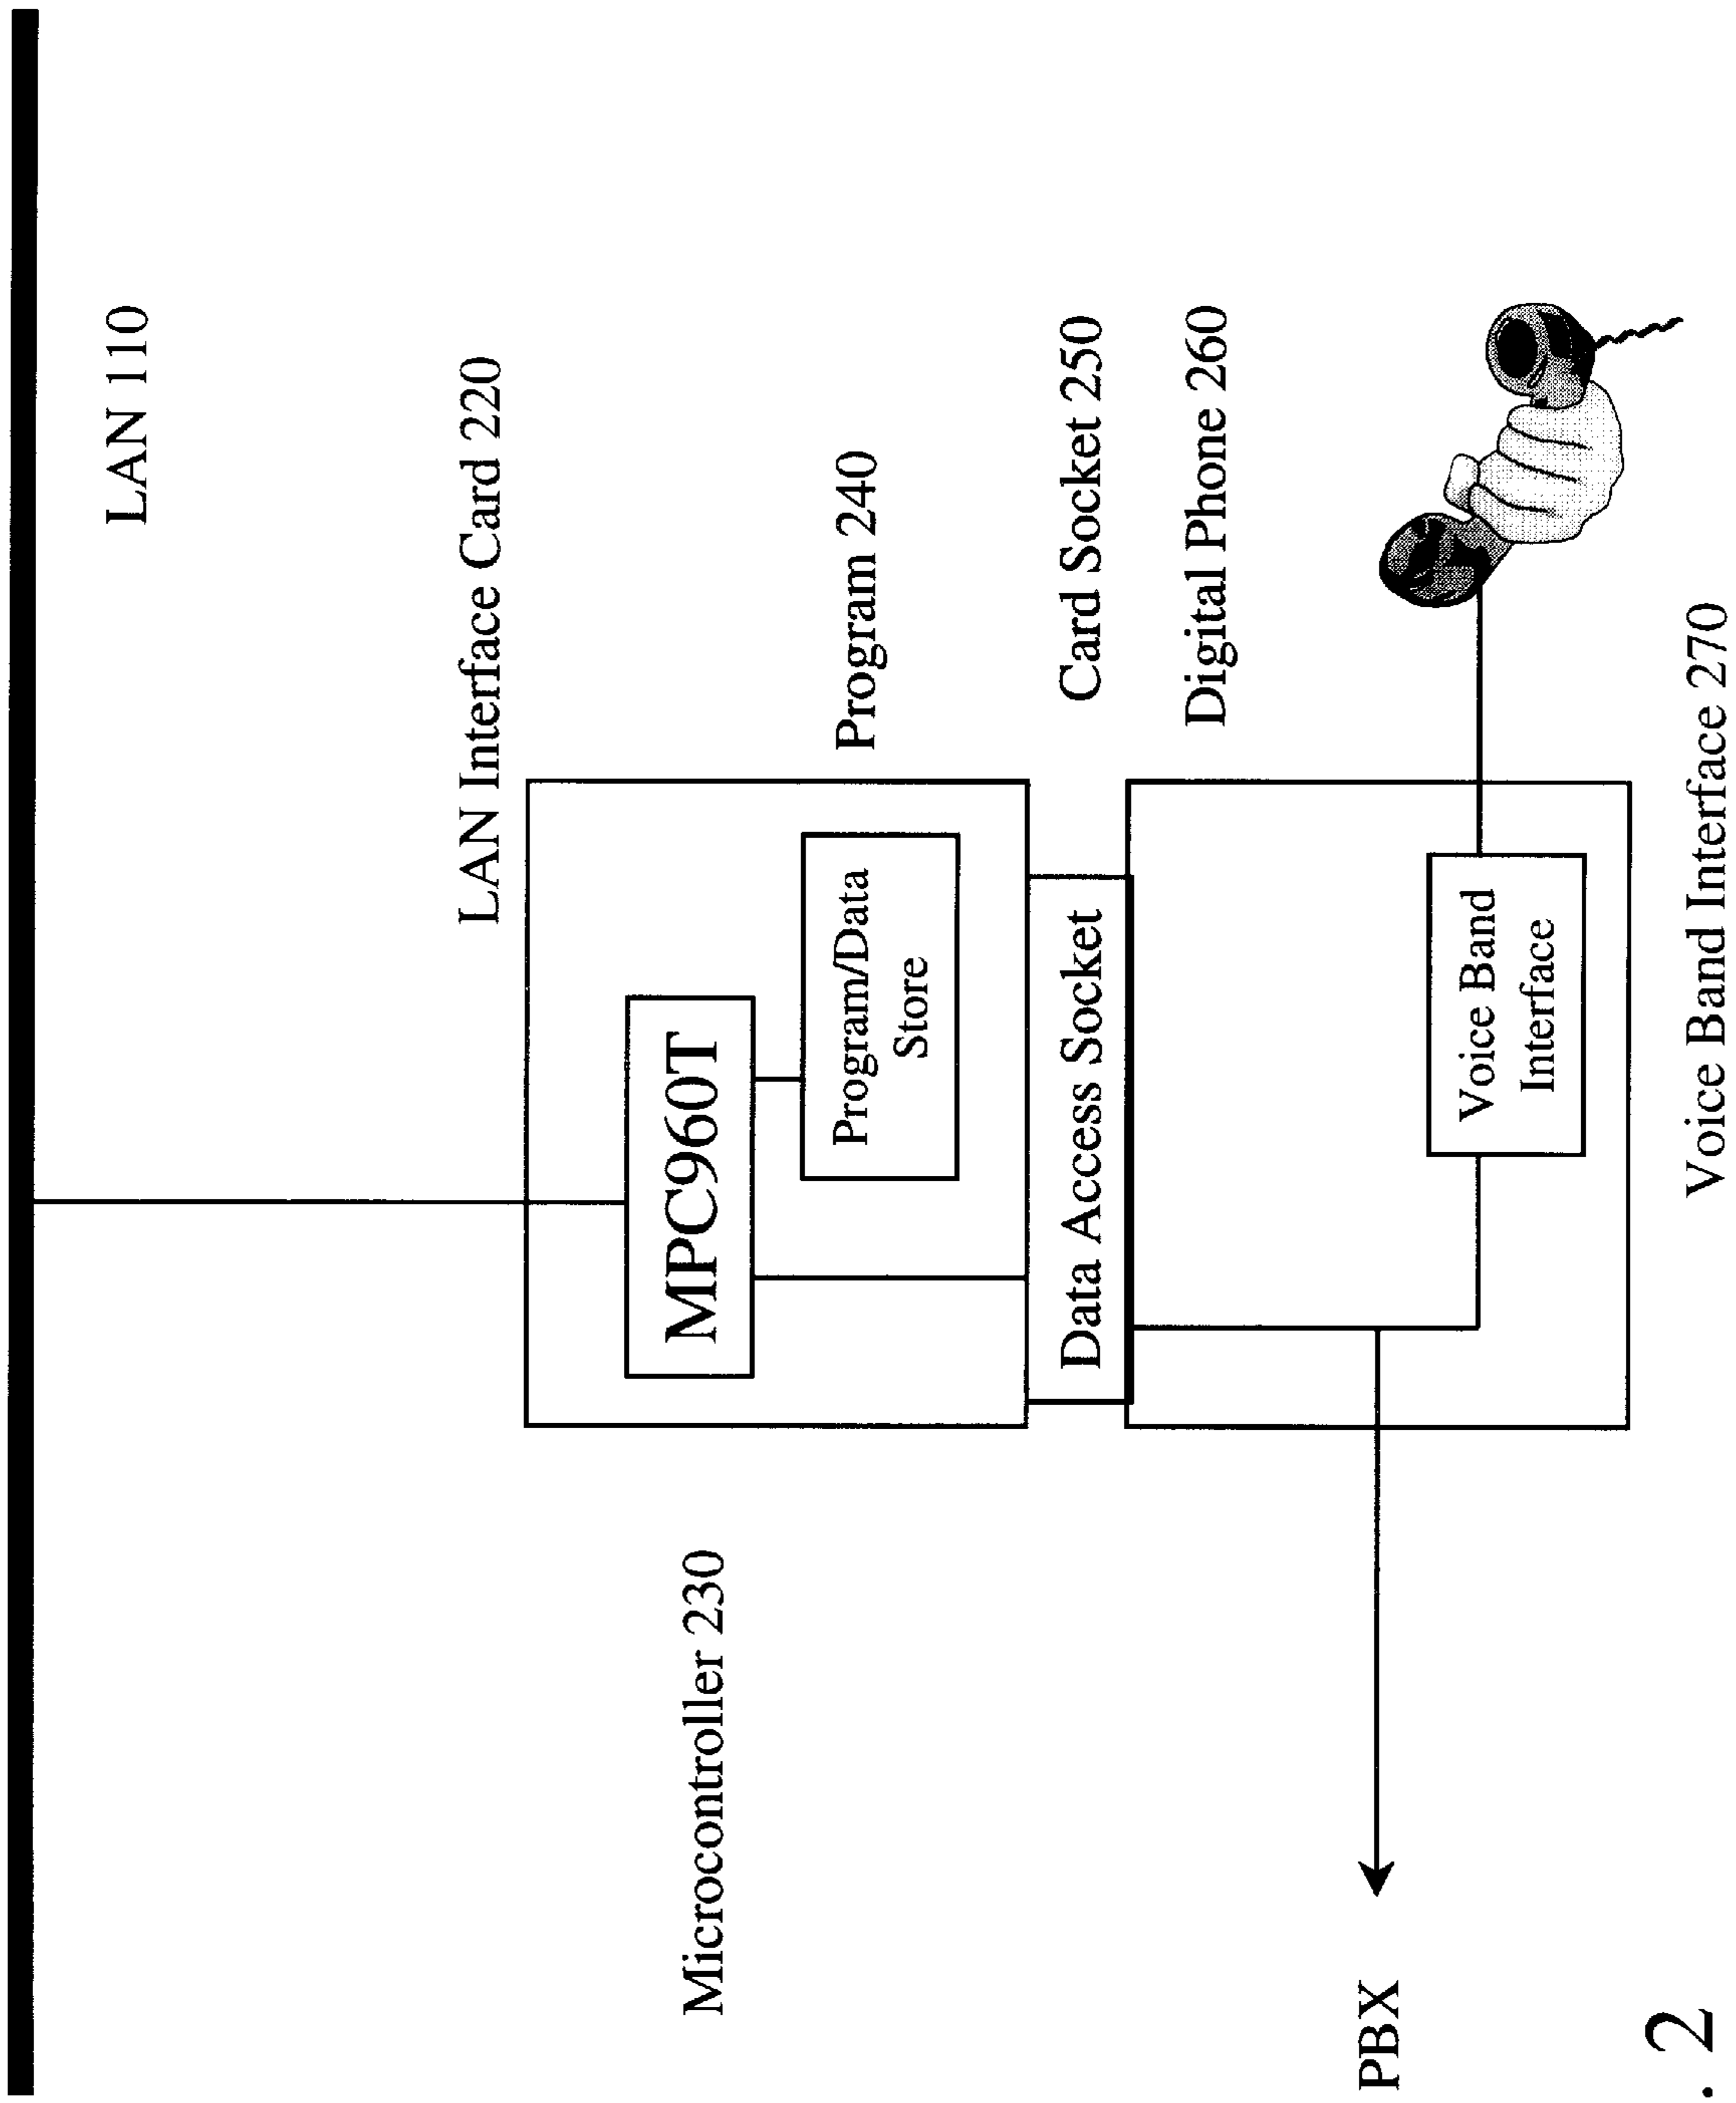 LAN 110
LAN Interface Card 220
Microcontroller 230
MPC960T
Program/Data
Store
Program 240
Data Access Socket
Card Socket 250
Digital Phone 260
PBX
Voice Band
Interface
Voice Band Interface 270
. 2